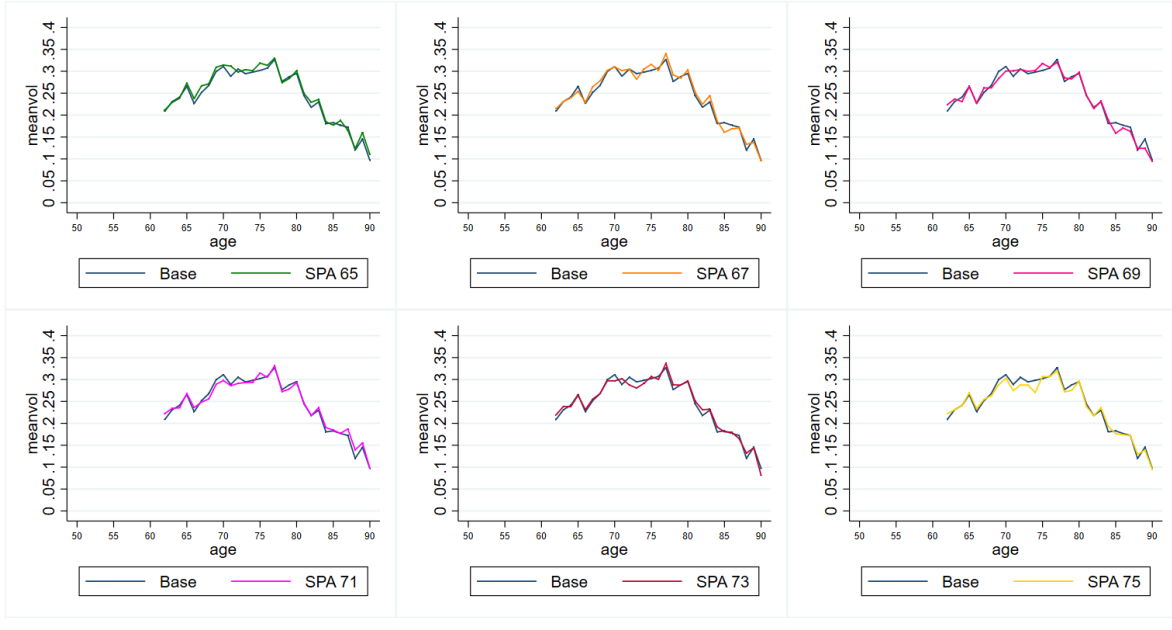 meanvol
0 .05 .1 .15 .2 .25 .3 .35 .4
50 55 60 65 70 75 80 85 90
age
Base SPA 65
meanvol
0 .05 .1 .15 .2 .25 .3 .35 .4
50 55 60 65 70 75 80 85 90
age
Base SPA 67
meanvol
0 .05 .1 .15 .2 .25 .3 .35 .4
50 55 60 65 70 75 80 85 90
age
Base SPA 69
meanvol
0 .05 .1 .15 .2 .25 .3 .35 .4
50 55 60 65 70 75 80 85 90
age
Base SPA 71
meanvol
0 .05 .1 .15 .2 .25 .3 .35 .4
50 55 60 65 70 75 80 85 90
age
Base SPA 73
meanvol
0 .05 .1 .15 .2 .25 .3 .35 .4
50 55 60 65 70 75 80 85 90
age
Base SPA 75